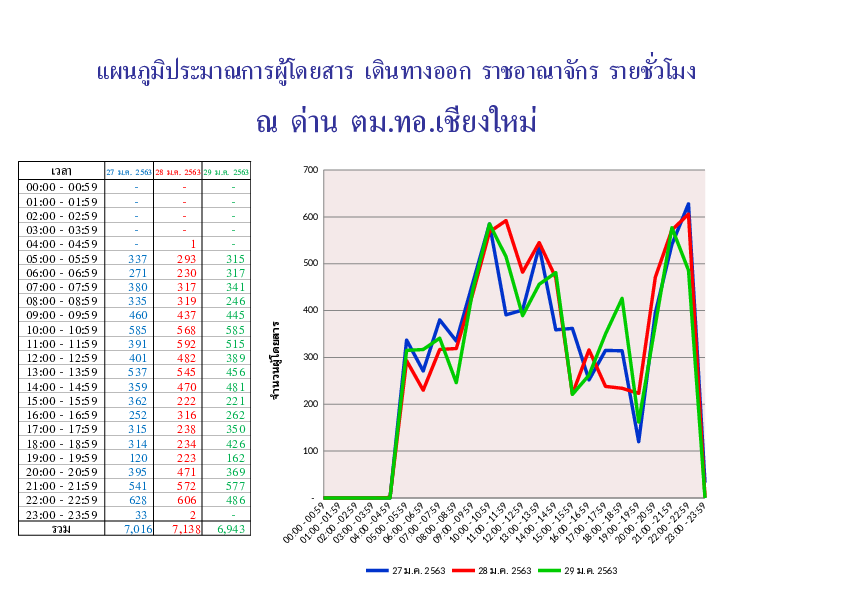 แผนภูมิประมาณการผู้โดยสาร เดินทางออก ราชอาณาจักร รายชั่วโมง
ณ ด่าน ตม.ทอ.เชียงใหม่
เวลา 27 ม.ค. 2563 28 ม.ค. 2563 29 ม.ค. 2563
00:00 - 00:59 - - -
01:00 - 01:59 - - -
02:00 - 02:59 - - -
03:00 - 03:59 - - -
04:00 - 04:59 - 1 -
05:00 - 05:59 337 293 315
06:00 - 06:59 271 230 317
07:00 - 07:59 380 317 341
08:00 - 08:59 335 319 246
09:00 - 09:59 460 437 445
10:00 - 10:59 585 568 585
11:00 - 11:59 391 592 515
12:00 - 12:59 401 482 389
13:00 - 13:59 537 545 456
14:00 - 14:59 359 470 481
15:00 - 15:59 362 222 221
16:00 - 16:59 252 316 262
17:00 - 17:59 315 238 350
18:00 - 18:59 314 234 426
19:00 - 19:59 120 223 162
20:00 - 20:59 395 471 369
21:00 - 21:59 541 572 577
22:00 - 22:59 628 606 486
23:00 - 23:59 33 2 -
รวม 7,016 7,138 6,943
จำนวนผู้โดยสาร
700
600
500
400
300
200
100
-
00:00 -00:59
01:00 -01:59
02:00 -02:59
03:00 -03:59
04:00 -04:59
05:00 -05:59
06:00 -06:59
07:00 -07:59
08:00 -08:59
09:00 -09:59
10:00 -10:59
11:00 -11:59
12:00 -12:59
13:00 -13:59
14:00 -14:59
15:00 -15:59
16:00 -16:59
17:00 -17:59
18:00 -18:59
19:00 -19:59
20:00 -20:59
21:00 -21:59
22:00 -22:59
23:00 -23:59
27 ม.ค. 2563 28 ม.ค. 2563 29 ม.ค. 2563